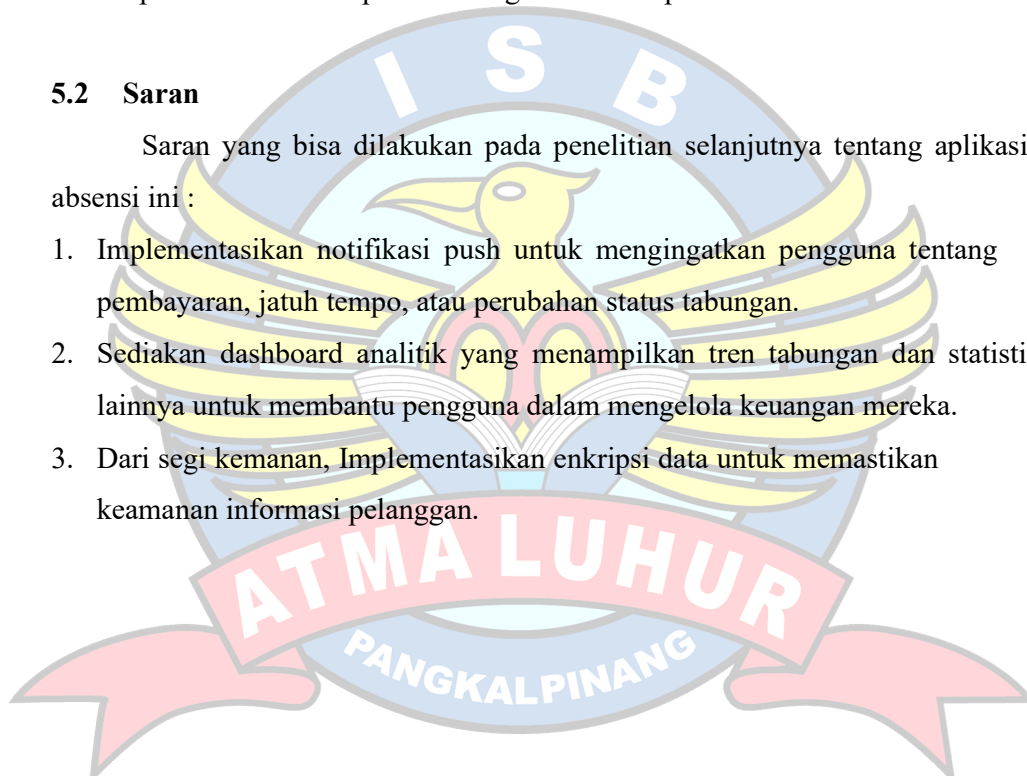 5.2 Saran
Saran yang bisa dilakukan pada penelitian selanjutnya tentang aplikasi
absensi ini :
1. Implementasikan notifikasi push untuk mengingatkan pengguna tentang
pembayaran, jatuh tempo, atau perubahan status tabungan.
2. Sediakan dashboard analitik yang menampilkan tren tabungan dan statisti
lainnya untuk membantu pengguna dalam mengelola keuangan mereka.
3. Dari segi kemanan, Implementasikan enkripsi data untuk memastikan
keamanan informasi pelanggan.
I S B
ATMA LUHUR
PANGKALPINANG